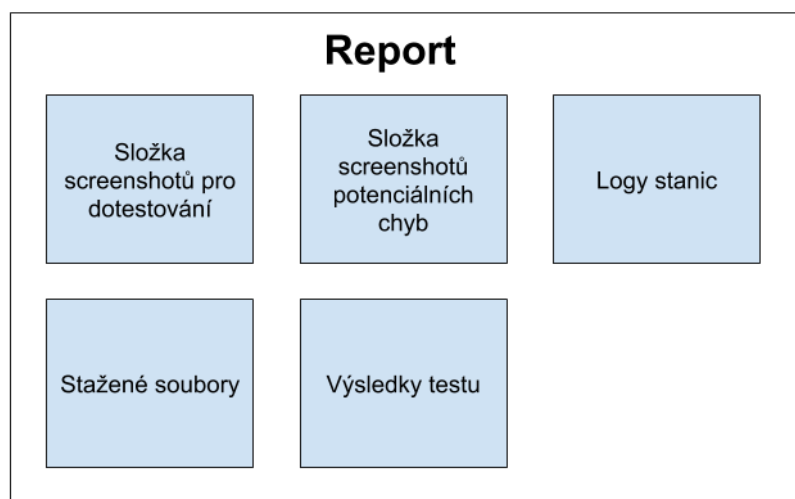 Report
Složka
screenshotů pro
dotestování
Složka
screenshotů
potenciálních
chyb
Logy stanic
Stažené soubory
Výsledky testu